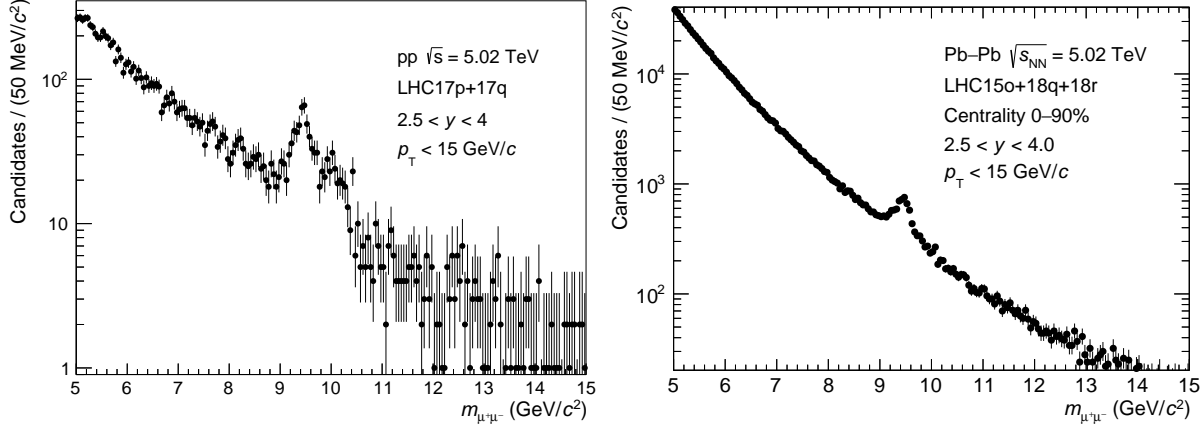 Candidates / (50 MeV/c²)
10²
10
1
pp √s = 5.02 TeV
LHC17p+17q
2.5 < y < 4
p_T < 15 GeV/c
5 6 7 8 9 10 11 12 13 14 15
m_μ⁺μ⁻ (GeV/c²)
Candidates / (50 MeV/c²)
10⁴
10³
10²
Pb–Pb √s_NN = 5.02 TeV
LHC15o+18q+18r
Centrality 0–90%
2.5 < y < 4.0
p_T < 15 GeV/c
5 6 7 8 9 10 11 12 13 14 15
m_μ⁺μ⁻ (GeV/c²)